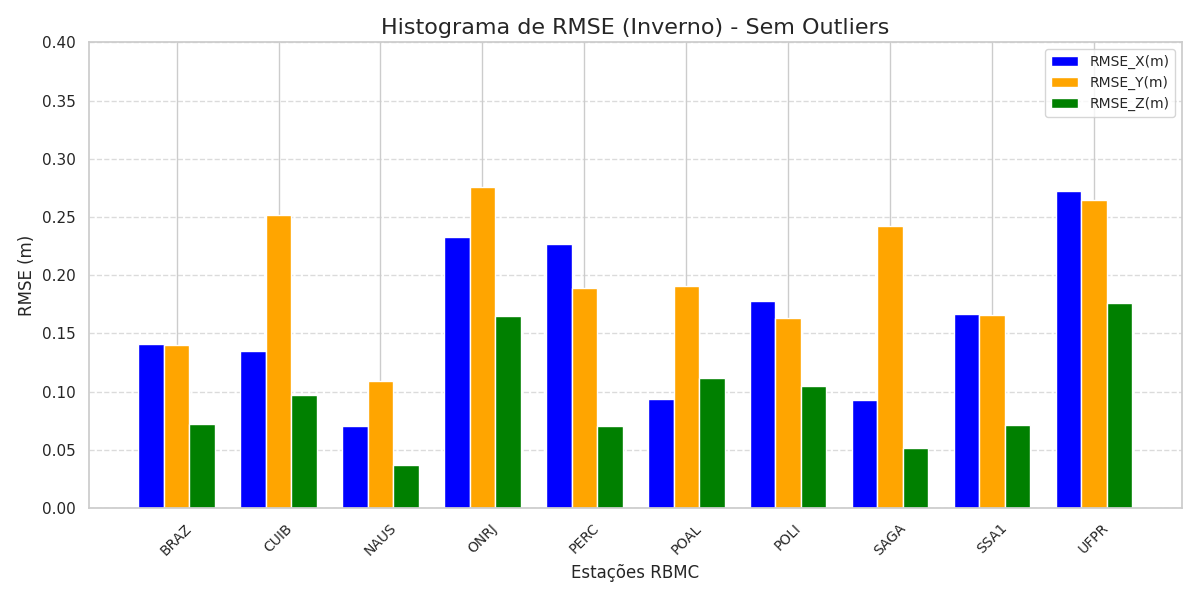 Histograma de RMSE (Inverno) - Sem Outliers
RMSE_X(m)
RMSE_Y(m)
RMSE_Z(m)
RMSE (m)
0.40
0.35
0.30
0.25
0.20
0.15
0.10
0.05
0.00
BRAZ
CUIB
NAUS
ONRJ
PERC
POAL
POLI
SAGA
SSA1
UFPR
Estações RBMC